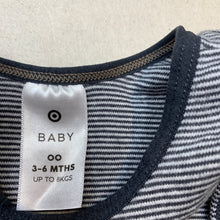 BABY
00
3-6 MTHS
UP TO 8KGS